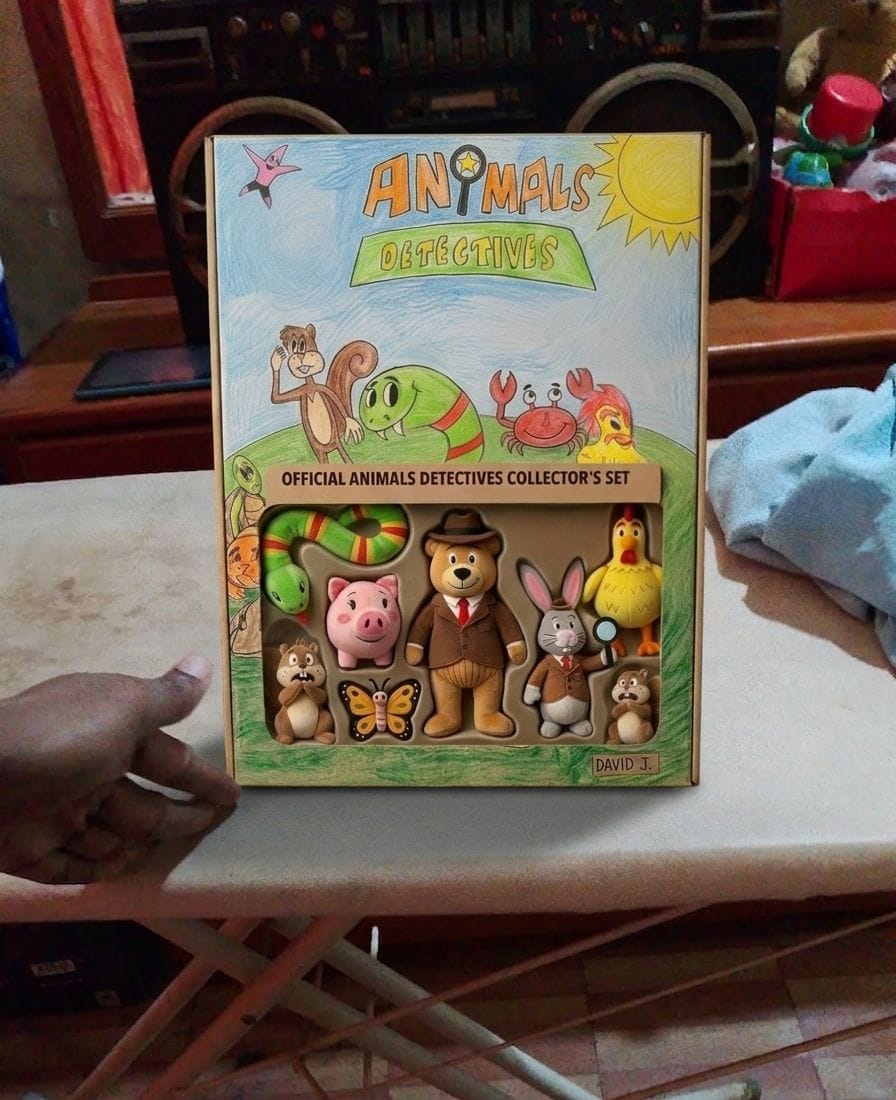 ANIMALS
DETECTIVES
OFFICIAL ANIMALS DETECTIVES COLLECTOR'S SET
DAVID J.